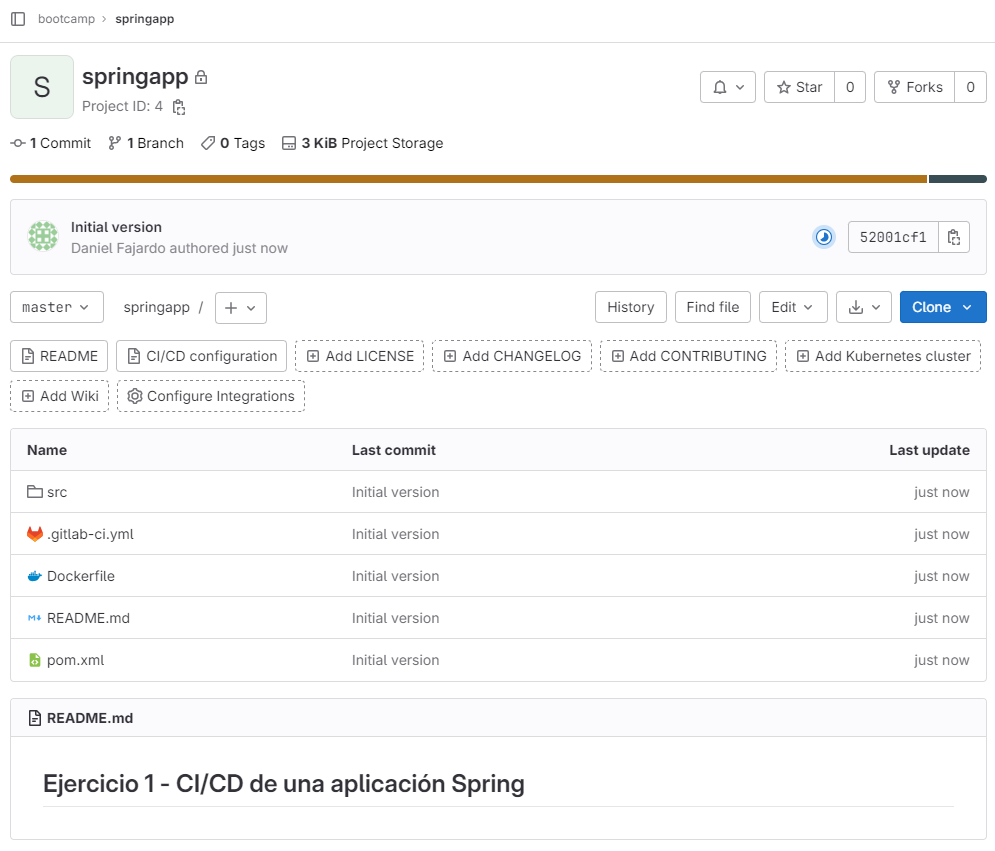 bootcamp › springapp
S
springapp
Project ID: 4
Star 0
Forks 0
1 Commit 1 Branch 0 Tags 3 KiB Project Storage
Initial version
Daniel Fajardo authored just now
52001cf1
master springapp / + History Find file Edit Clone
README CI/CD configuration Add LICENSE Add CHANGELOG Add CONTRIBUTING Add Kubernetes cluster
Add Wiki Configure Integrations
Name Last commit Last update
src Initial version just now
.gitlab-ci.yml Initial version just now
Dockerfile Initial version just now
README.md Initial version just now
pom.xml Initial version just now
README.md
Ejercicio 1 - CI/CD de una aplicación Spring